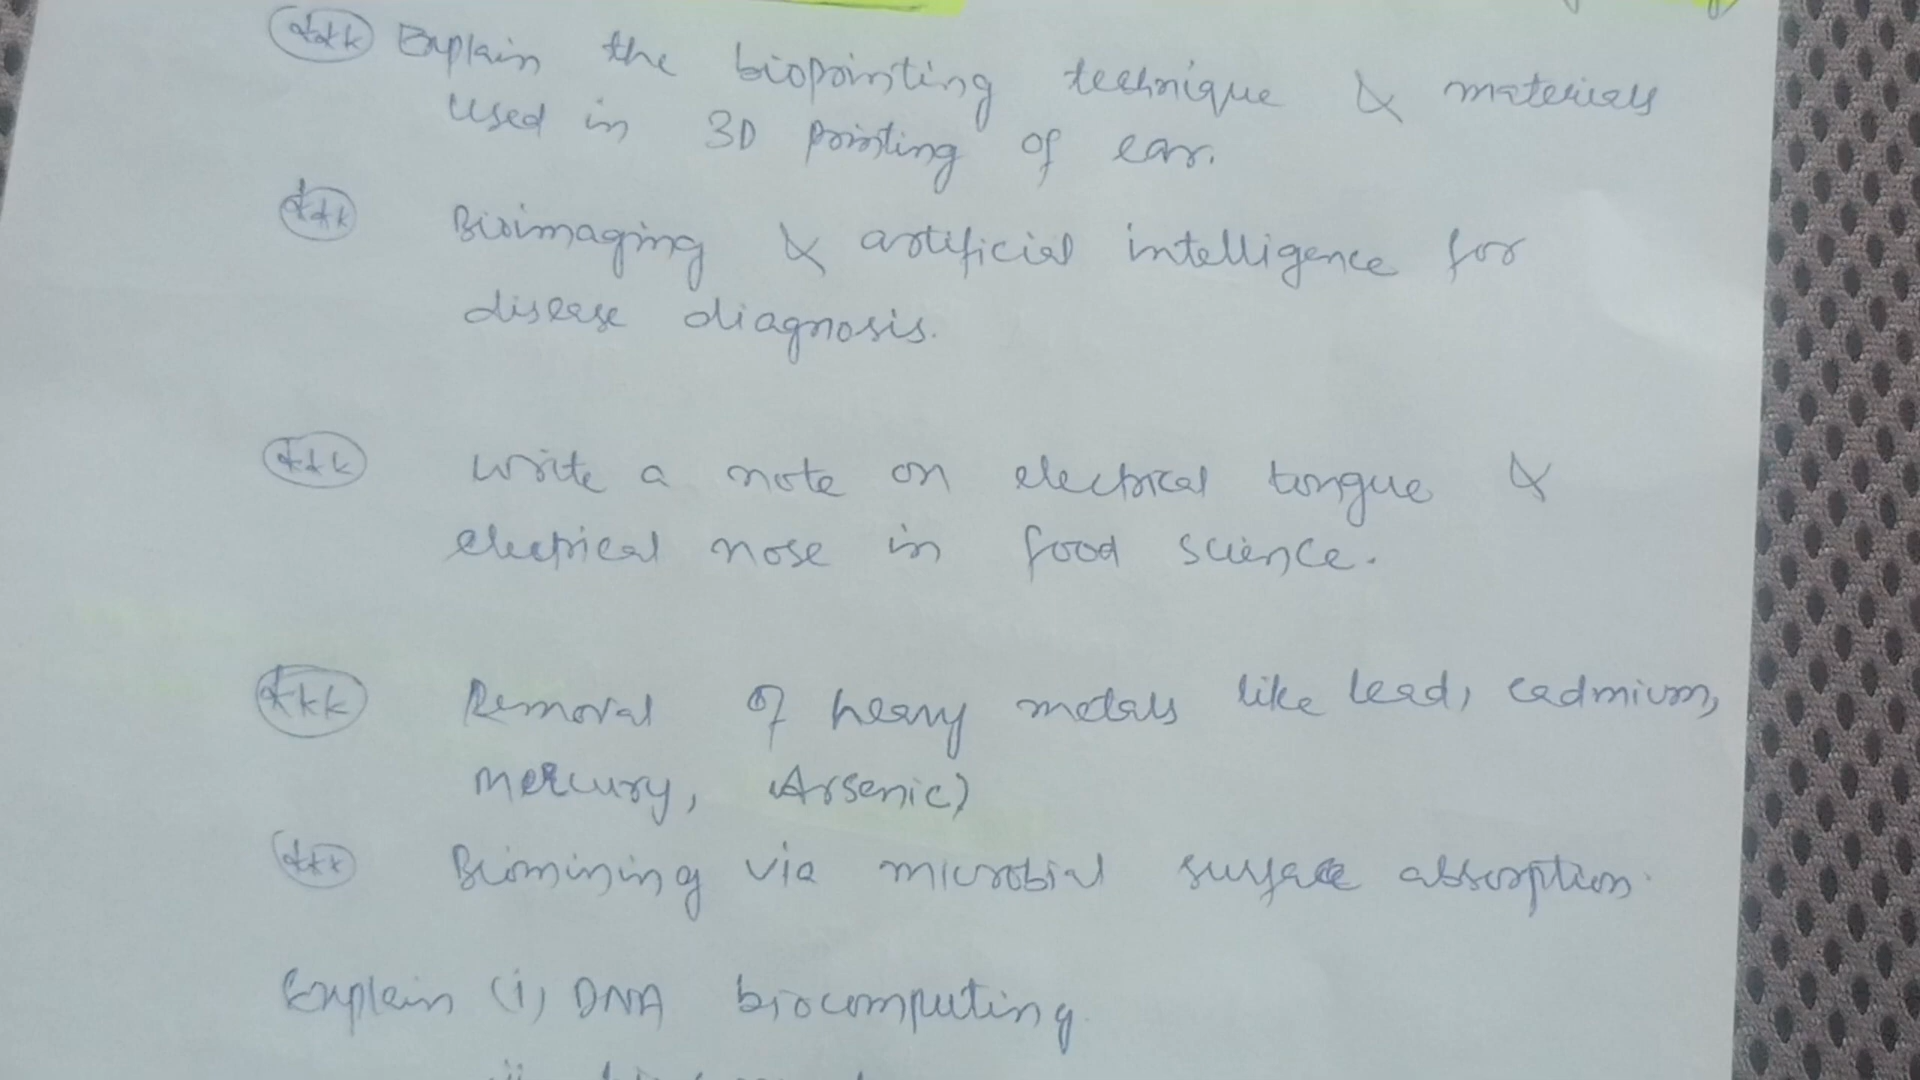 *** Explain the bioprinting technique & materials
used in 3D printing of ear.
*** Bioimaging & artificial intelligence for
disease diagnosis.
*** Write a note on electrical tongue &
electrical nose in food science.
*** Removal of heavy metals like lead, cadmium,
mercury, Arsenic)
*** Biomining via microbial surface absorption.
Explain (i) DNA biocomputing.